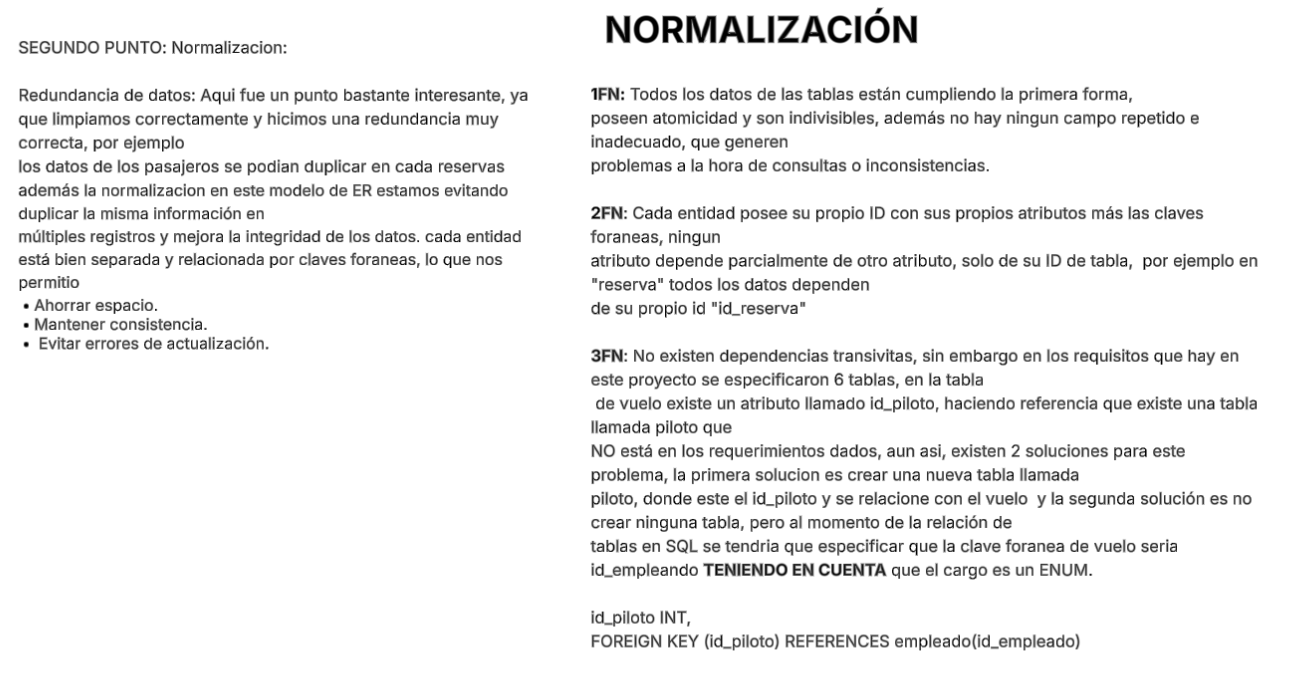 SEGUNDO PUNTO: Normalizacion:
Redundancia de datos: Aqui fue un punto bastante interesante, ya
que limpiamos correctamente y hicimos una redundancia muy
correcta, por ejemplo
los datos de los pasajeros se podian duplicar en cada reservas
además la normalizacion en este modelo de ER estamos evitando
duplicar la misma información en
múltiples registros y mejora la integridad de los datos. cada entidad
está bien separada y relacionada por claves foraneas, lo que nos
permitio
• Ahorrar espacio.
• Mantener consistencia.
• Evitar errores de actualización.
NORMALIZACIÓN
1FN: Todos los datos de las tablas están cumpliendo la primera forma,
poseen atomicidad y son indivisibles, además no hay ningun campo repetido e
inadecuado, que generen
problemas a la hora de consultas o inconsistencias.
2FN: Cada entidad posee su propio ID con sus propios atributos más las claves
foraneas, ningun
atributo depende parcialmente de otro atributo, solo de su ID de tabla, por ejemplo en
"reserva" todos los datos dependen
de su propio id "id_reserva"
3FN: No existen dependencias transivitas, sin embargo en los requisitos que hay en
este proyecto se especificaron 6 tablas, en la tabla
de vuelo existe un atributo llamado id_piloto, haciendo referencia que existe una tabla
llamada piloto que
NO está en los requerimientos dados, aun asi, existen 2 soluciones para este
problema, la primera solucion es crear una nueva tabla llamada
piloto, donde este el id_piloto y se relacione con el vuelo y la segunda solución es no
crear ninguna tabla, pero al momento de la relación de
tablas en SQL se tendria que especificar que la clave foranea de vuelo seria
id_empleando TENIENDO EN CUENTA que el cargo es un ENUM.
id_piloto INT,
FOREIGN KEY (id_piloto) REFERENCES empleado(id_empleado)